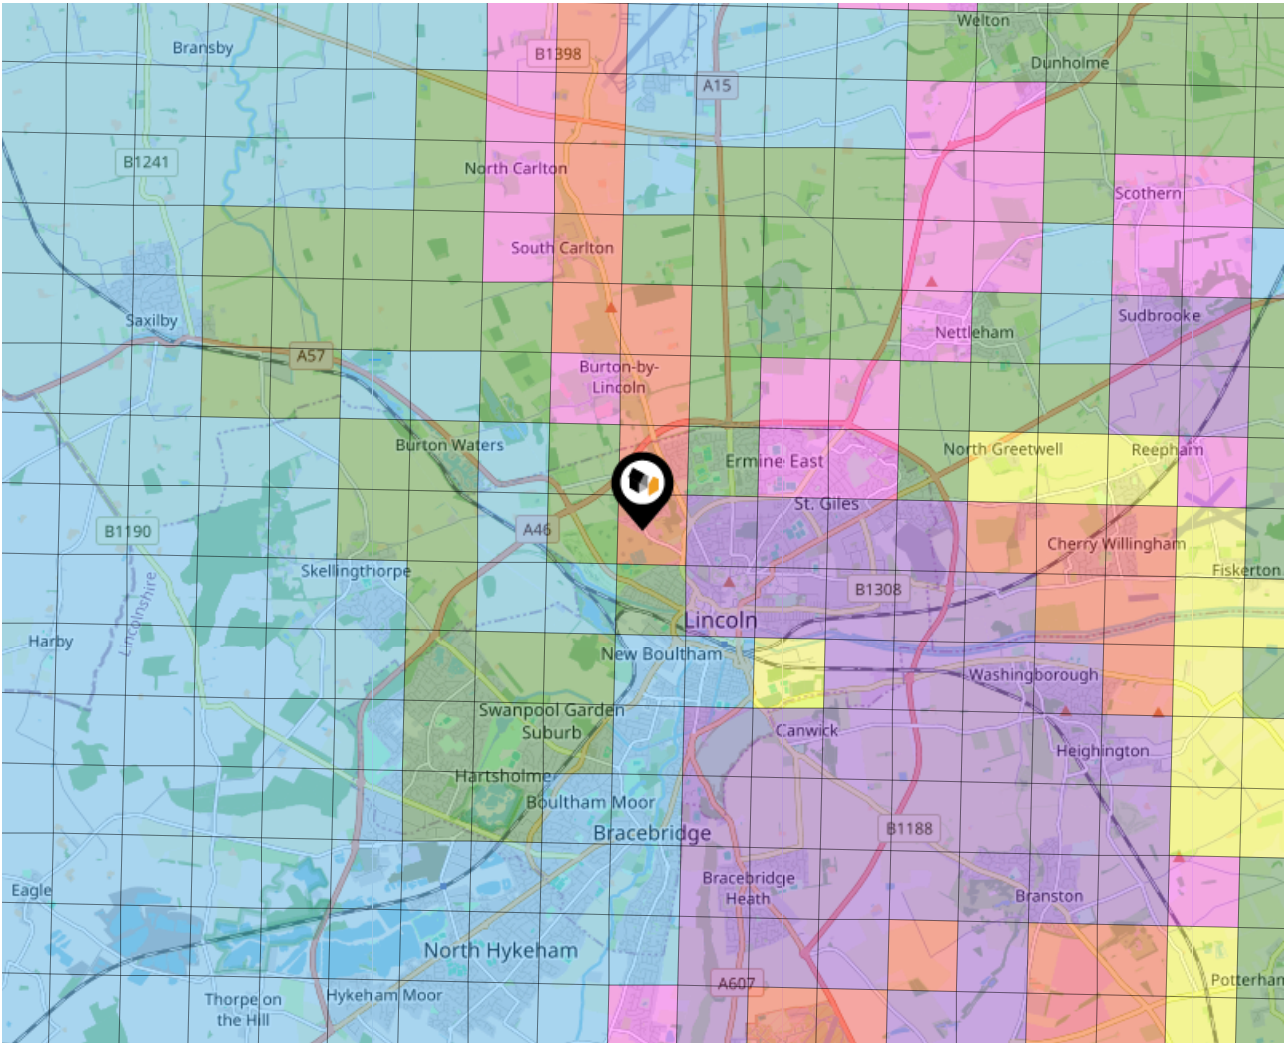 Welton
Bransby
B1398
Dunholme
A15
B1241
North Carlton
Scothern
South Carlton
Saxilby
Sudbrooke
Nettleham
A57
Burton-by-
Lincoln
Burton Waters
North Greetwell
Reepham
Ermine East
St. Giles
B1190
A46
Cherry Willingham
Skellingthorpe
Fiskerton
B1308
Lincolnshire
Lincoln
Harby
New Boultham
Washingborough
Swanpool Garden
Suburb
Canwick
Heighington
Hartsholme
Boultham Moor
Bracebridge
B1188
Bracebridge
Heath
Eagle
Branston
North Hykeham
A607
Potterhan
Thorpe on
the Hill
Hykeham Moor